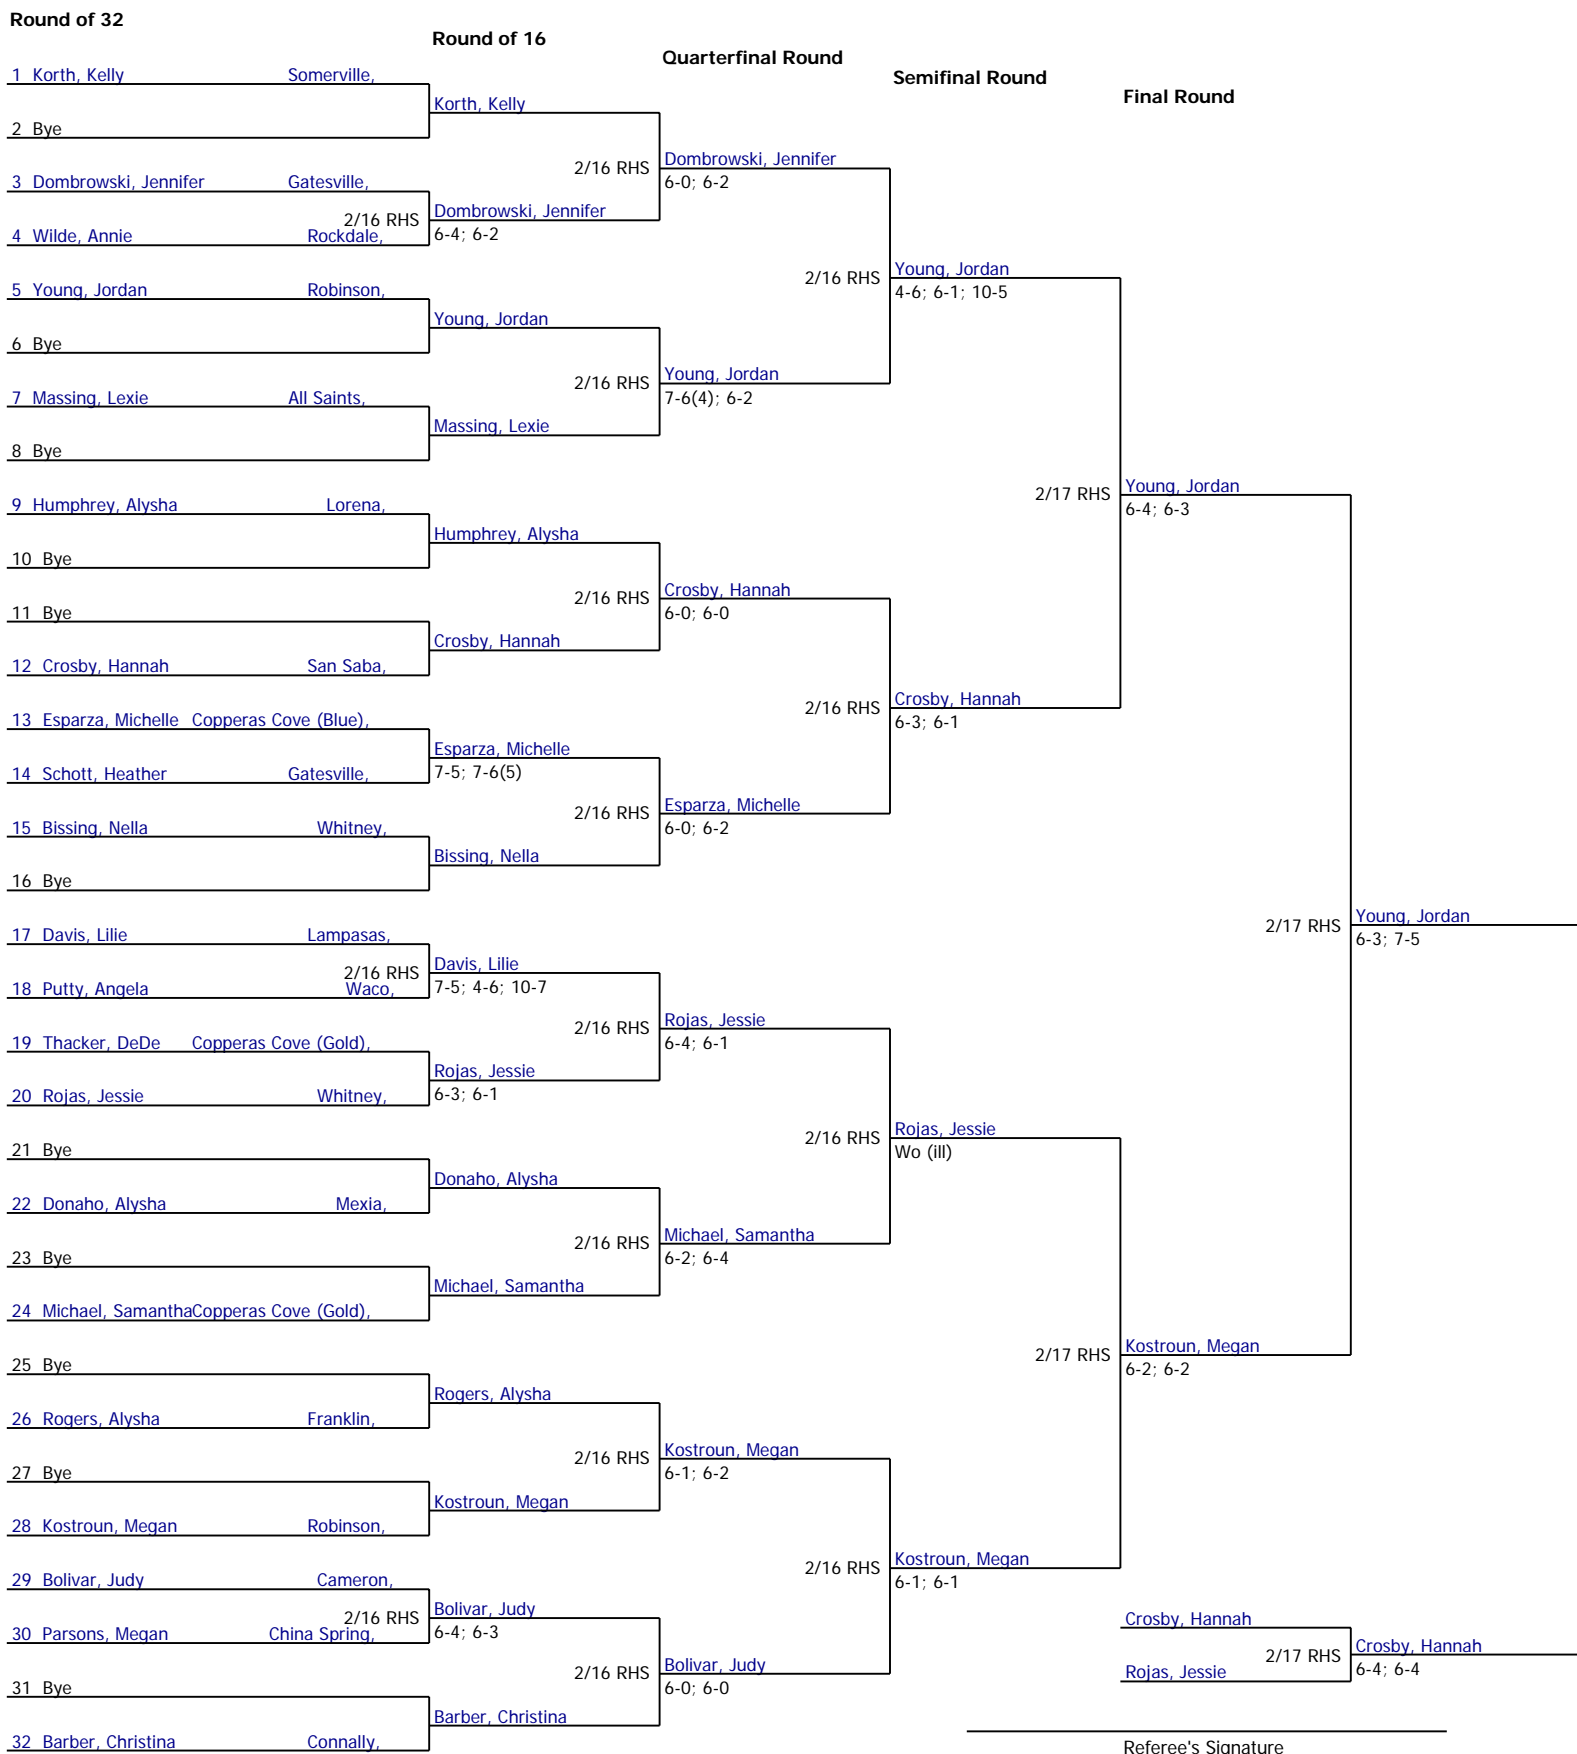 Round of 32
Round of 16
Quarterfinal Round
Semifinal Round
Final Round
1 Korth, Kelly Somerville,
2 Bye
3 Dombrowski, Jennifer Gatesville,
2/16 RHS
4 Wilde, Annie Rockdale,
5 Young, Jordan Robinson,
6 Bye
7 Massing, Lexie All Saints,
8 Bye
9 Humphrey, Alysha Lorena,
10 Bye
11 Bye
12 Crosby, Hannah San Saba,
13 Esparza, Michelle Copperas Cove (Blue),
14 Schott, Heather Gatesville,
15 Bissing, Nella Whitney,
16 Bye
17 Davis, Lilie Lampasas,
2/16 RHS
18 Putty, Angela Waco,
19 Thacker, DeDe Copperas Cove (Gold),
20 Rojas, Jessie Whitney,
21 Bye
22 Donaho, Alysha Mexia,
23 Bye
24 Michael, SamanthaCopperas Cove (Gold),
25 Bye
26 Rogers, Alysha Franklin,
27 Bye
28 Kostroun, Megan Robinson,
29 Bolivar, Judy Cameron,
2/16 RHS
30 Parsons, Megan China Spring,
31 Bye
32 Barber, Christina Connally,
Korth, Kelly
2/16 RHS
Dombrowski, Jennifer
6-4; 6-2
Young, Jordan
2/16 RHS
Massing, Lexie
Humphrey, Alysha
2/16 RHS
Crosby, Hannah
Esparza, Michelle
7-5; 7-6(5)
2/16 RHS
Bissing, Nella
Davis, Lilie
7-5; 4-6; 10-7
2/16 RHS
Rojas, Jessie
6-3; 6-1
Donaho, Alysha
2/16 RHS
Michael, Samantha
Rogers, Alysha
2/16 RHS
Kostroun, Megan
Bolivar, Judy
6-4; 6-3
2/16 RHS
Barber, Christina
Dombrowski, Jennifer
6-0; 6-2
2/16 RHS
Young, Jordan
7-6(4); 6-2
Crosby, Hannah
6-0; 6-0
2/16 RHS
Esparza, Michelle
6-0; 6-2
Rojas, Jessie
6-4; 6-1
2/16 RHS
Michael, Samantha
6-2; 6-4
Kostroun, Megan
6-1; 6-2
2/16 RHS
Bolivar, Judy
6-0; 6-0
Young, Jordan
4-6; 6-1; 10-5
2/17 RHS
Crosby, Hannah
6-3; 6-1
Rojas, Jessie
Wo (ill)
2/17 RHS
Kostroun, Megan
6-1; 6-1
Young, Jordan
6-4; 6-3
2/17 RHS
Kostroun, Megan
6-2; 6-2
Young, Jordan
6-3; 7-5
Crosby, Hannah
2/17 RHS
Rojas, Jessie
Crosby, Hannah
6-4; 6-4
Referee's Signature